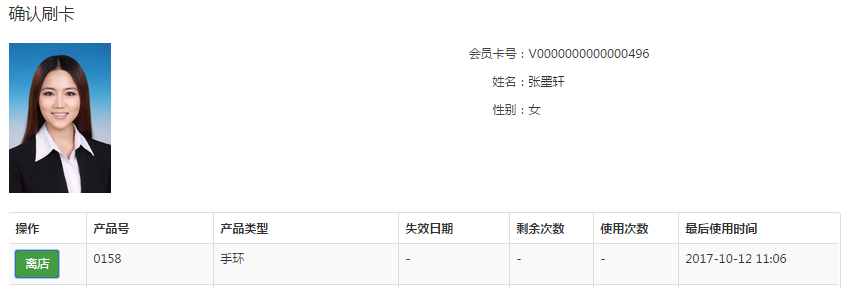 确认刷卡
会员卡号：V0000000000000496
姓名：张墨轩
性别：女
操作 产品号 产品类型 失效日期 剩余次数 使用次数 最后使用时间
离店 0158 手环 - - - 2017-10-12 11:06